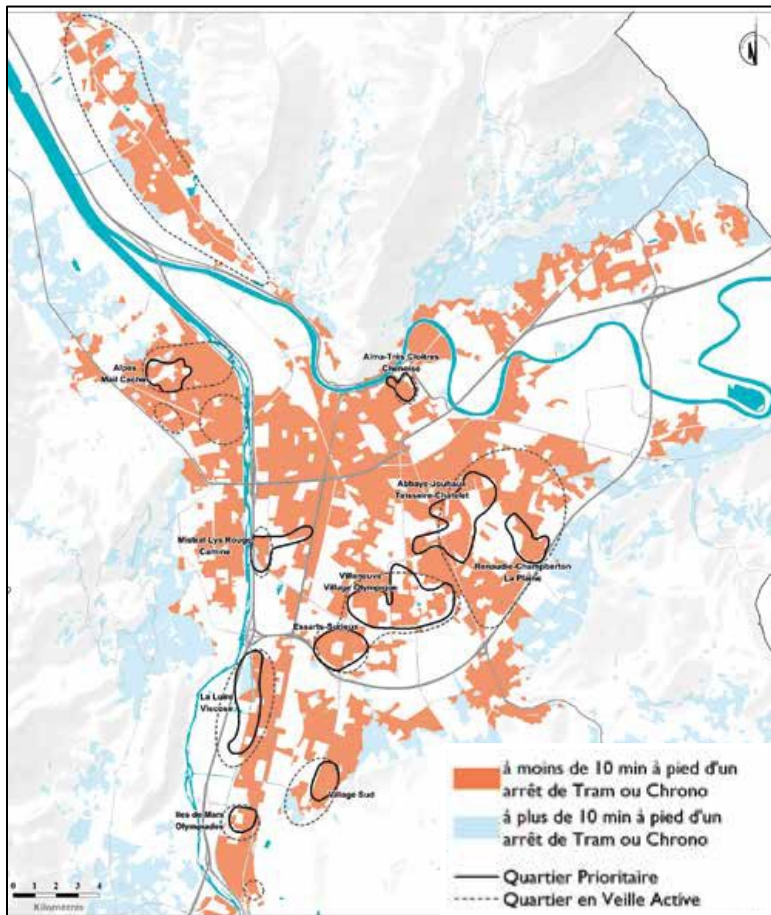 N
Alma-Très Cloîtres
Chenoise
Alpes
Mail Cachin
Abbaye-Jouhaux
Teisseire-Chatelet
Mistral-Lys Rouge
Camine
Renaudie-Champberton
La Plaine
Villeneuve
Village Olympique
Essarts-Surieux
La Luire
Viscose
Village Sud
Iles de Mars
Olympiades
à moins de 10 min à pied d'un
arrêt de Tram ou Chrono
à plus de 10 min à pied d'un
arrêt de Tram ou Chrono
Quartier Prioritaire
Quartier en Veille Active
0 1 2 3 4
Kilomètres